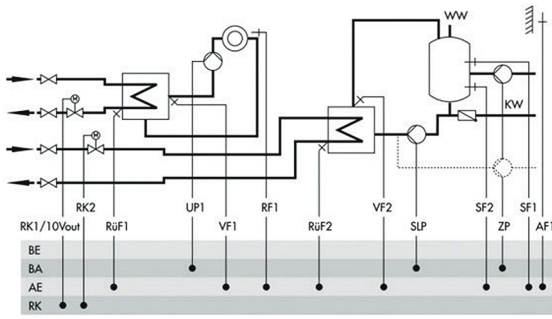 WW
M
KW
M
RK2 UP1 RF1 VF2 SF2 SF1
RK1/10Vout RüF1 VF1 RüF2 SLP ZP AF1
BE
BA
AE
RK